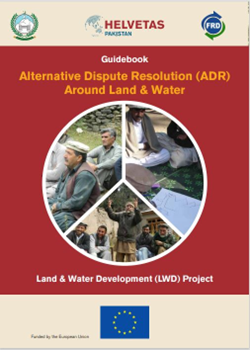 HELVETAS
PAKISTAN
FRD
Guidebook
Alternative Dispute Resolution (ADR)
Around Land & Water
Land & Water Development (LWD) Project
Funded by the European Union